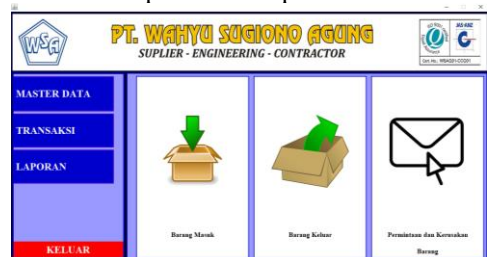 WSA
PT. WAHYU SUGIONO AGUNG
SUPLIER - ENGINEERING - CONTRACTOR
MASTER DATA
TRANSAKSI
LAPORAN
KELUAR
Barang Masuk
Barang Keluar
Permintaan dan Kerusakan
Barang